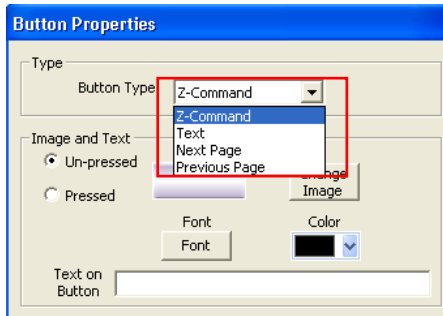 Button Properties
Type
Button Type
Z-Command
Z-Command
Text
Next Page
Previous Page
Image and Text
Un-pressed
Pressed
Change
Image
Font
Color
Font
Text on
Button